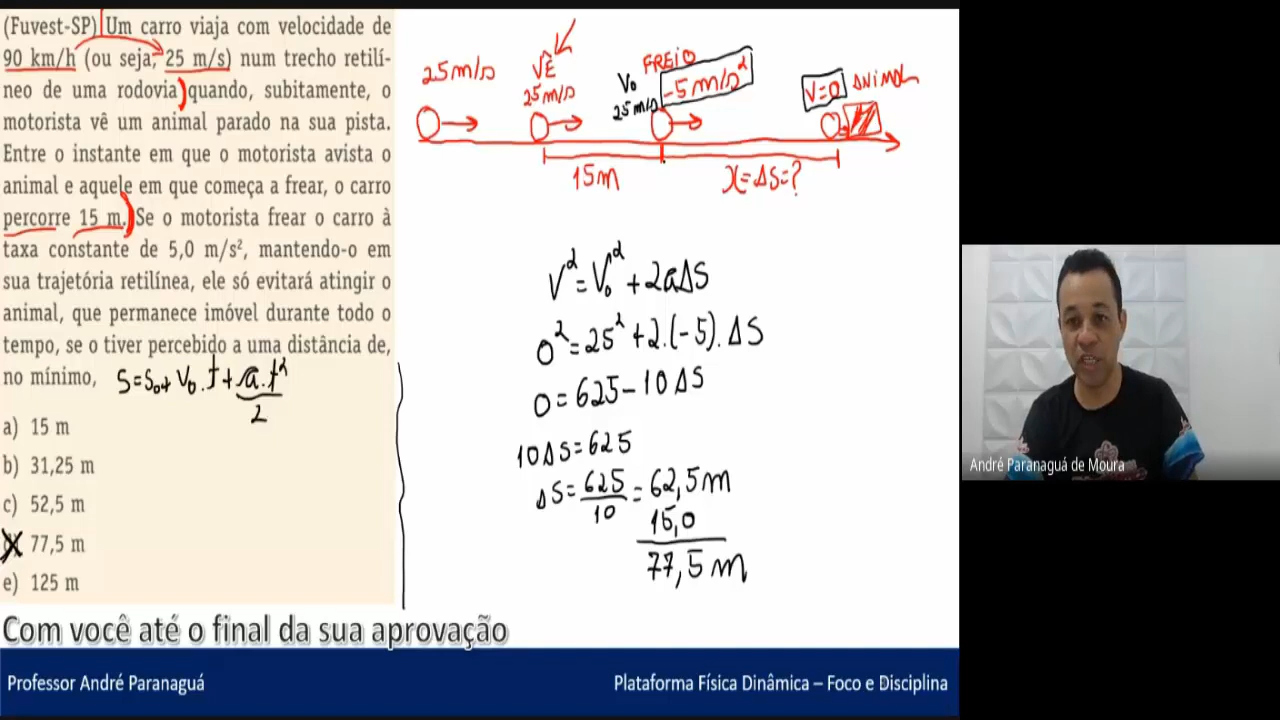 (Fuvest-SP) Um carro viaja com velocidade de
90 km/h (ou seja, 25 m/s) num trecho retilí-
neo de uma rodovia quando, subitamente, o
motorista vê um animal parado na sua pista.
Entre o instante em que o motorista avista o
animal e aquele em que começa a frear, o carro
percorre 15 m. Se o motorista frear o carro à
taxa constante de 5,0 m/s², mantendo-o em
sua trajetória retilínea, ele só evitará atingir o
animal, que permanece imóvel durante todo o
tempo, se o tiver percebido a uma distância de,
no mínimo,
S=S₀+V₀.t+a.t²/2
a) 15 m
b) 31,25 m
c) 52,5 m
77,5 m
e) 125 m
25m/s
VÊ
25m/s
FREIO
V₀
25m/s
-5m/s²
V=0
ANIMAL
15m
X=ΔS=?
V²=V₀²+2aΔS
0²=25²+2.(-5).ΔS
0=625-10ΔS
10ΔS=625
ΔS=625/10=62,5m
15,0
77,5m
André Paranaguá de Moura
Com você até o final da sua aprovação
Professor André Paranaguá
Plataforma Física Dinâmica – Foco e Disciplina